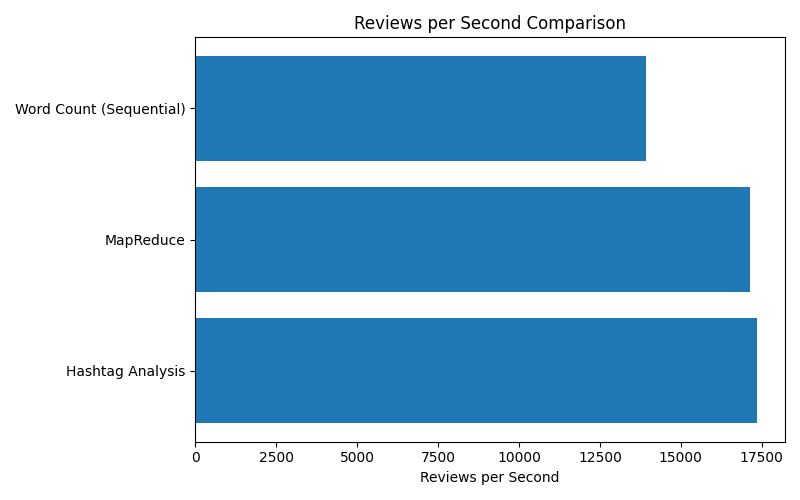 Reviews per Second Comparison
Word Count (Sequential)
MapReduce
Hashtag Analysis
0 2500 5000 7500 10000 12500 15000 17500
Reviews per Second